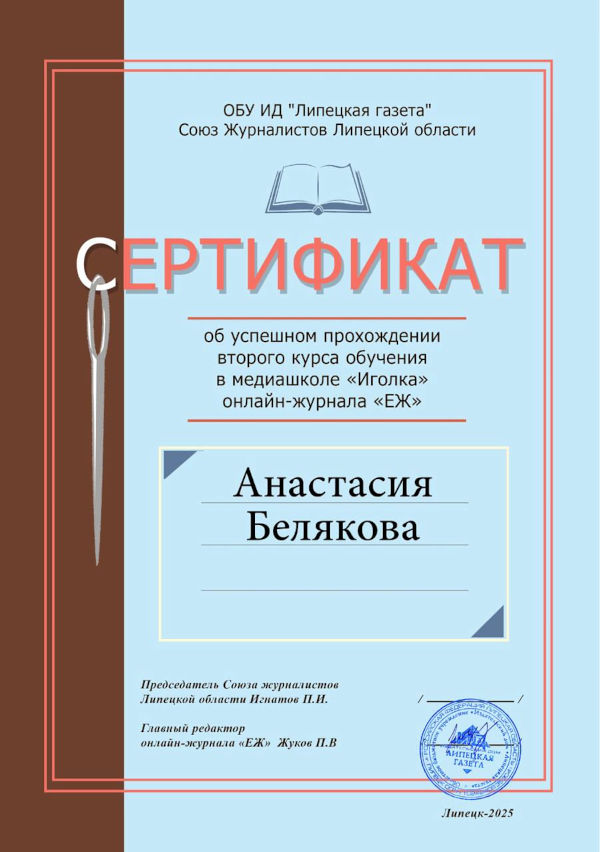 ОБУ ИД "Липецкая газета"
Союз Журналистов Липецкой области
СЕРТИФИКАТ
об успешном прохождении
второго курса обучения
в медиашколе «Иголка»
онлайн-журнала «ЕЖ»
Анастасия
Белякова
Председатель Союза журналистов
Липецкой области Игнатов П.И.
/ /
Главный редактор
онлайн-журнала «ЕЖ» Жуков П.В
ЛИПЕЦКАЯ
ГАЗЕТА
Липецк-2025